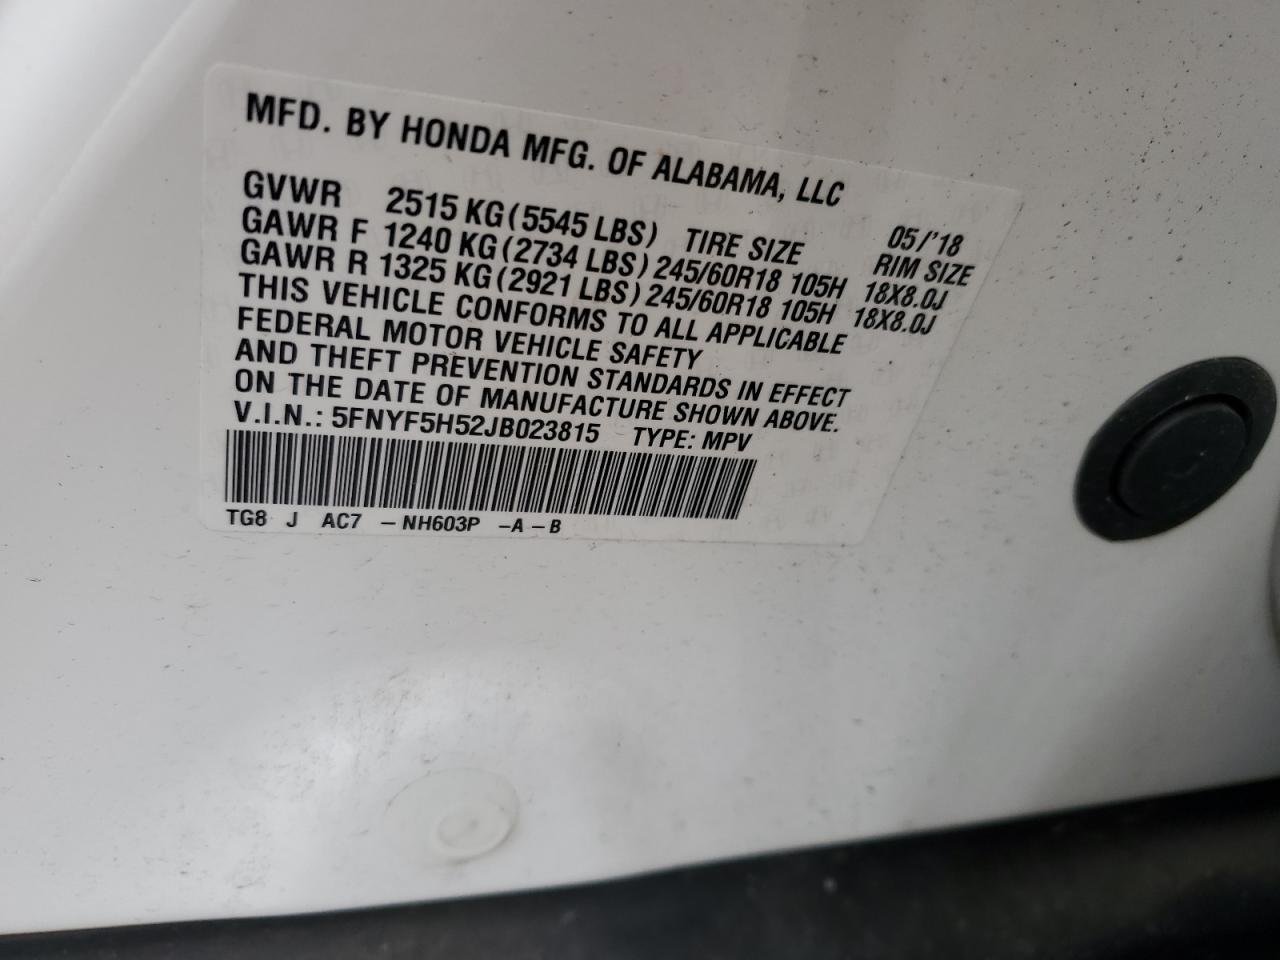 MFD. BY HONDA MFG. OF ALABAMA, LLC
05/'18
GVWR 2515 KG (5545 LBS) TIRE SIZE RIM SIZE
GAWR F 1240 KG (2734 LBS) 245/60R18 105H 18X8.0J
GAWR R 1325 KG (2921 LBS) 245/60R18 105H 18X8.0J
THIS VEHICLE CONFORMS TO ALL APPLICABLE
FEDERAL MOTOR VEHICLE SAFETY
AND THEFT PREVENTION STANDARDS IN EFFECT
ON THE DATE OF MANUFACTURE SHOWN ABOVE.
V.I.N.: 5FNYF5H52JB023815 TYPE: MPV
TG8 J AC7 –NH603P –A–B